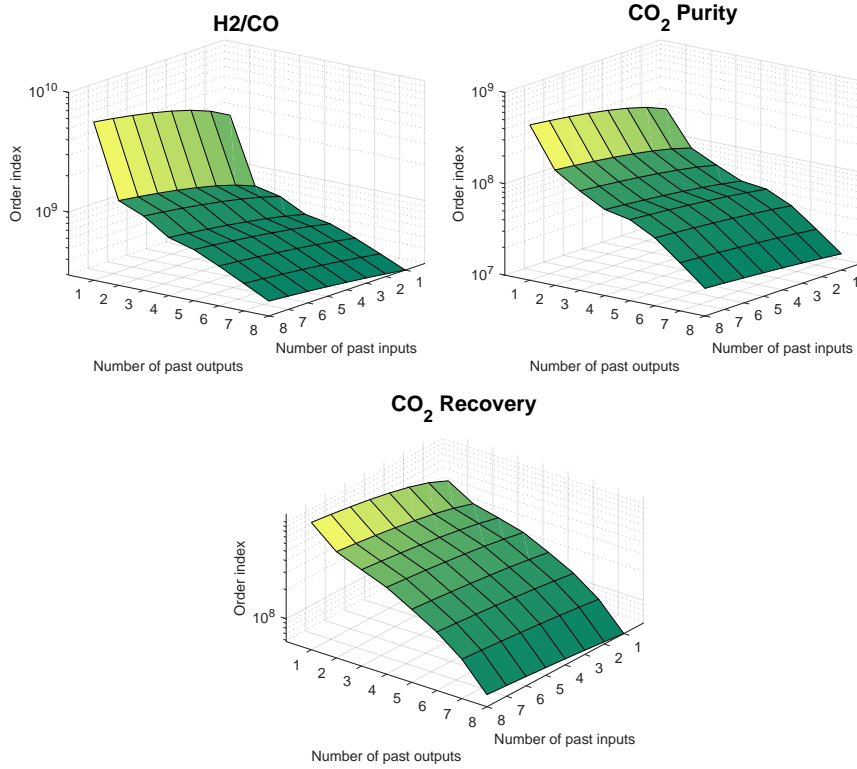 H2/CO
10^10
10^9
Order index
1 2 3 4 5 6 7 8
Number of past outputs
8 7 6 5 4 3 2 1
Number of past inputs
CO₂ Purity
10^9
10^8
10^7
Order index
1 2 3 4 5 6 7 8
Number of past outputs
8 7 6 5 4 3 2 1
Number of past inputs
CO₂ Recovery
10^8
Order index
1 2 3 4 5 6 7 8
Number of past outputs
8 7 6 5 4 3 2 1
Number of past inputs